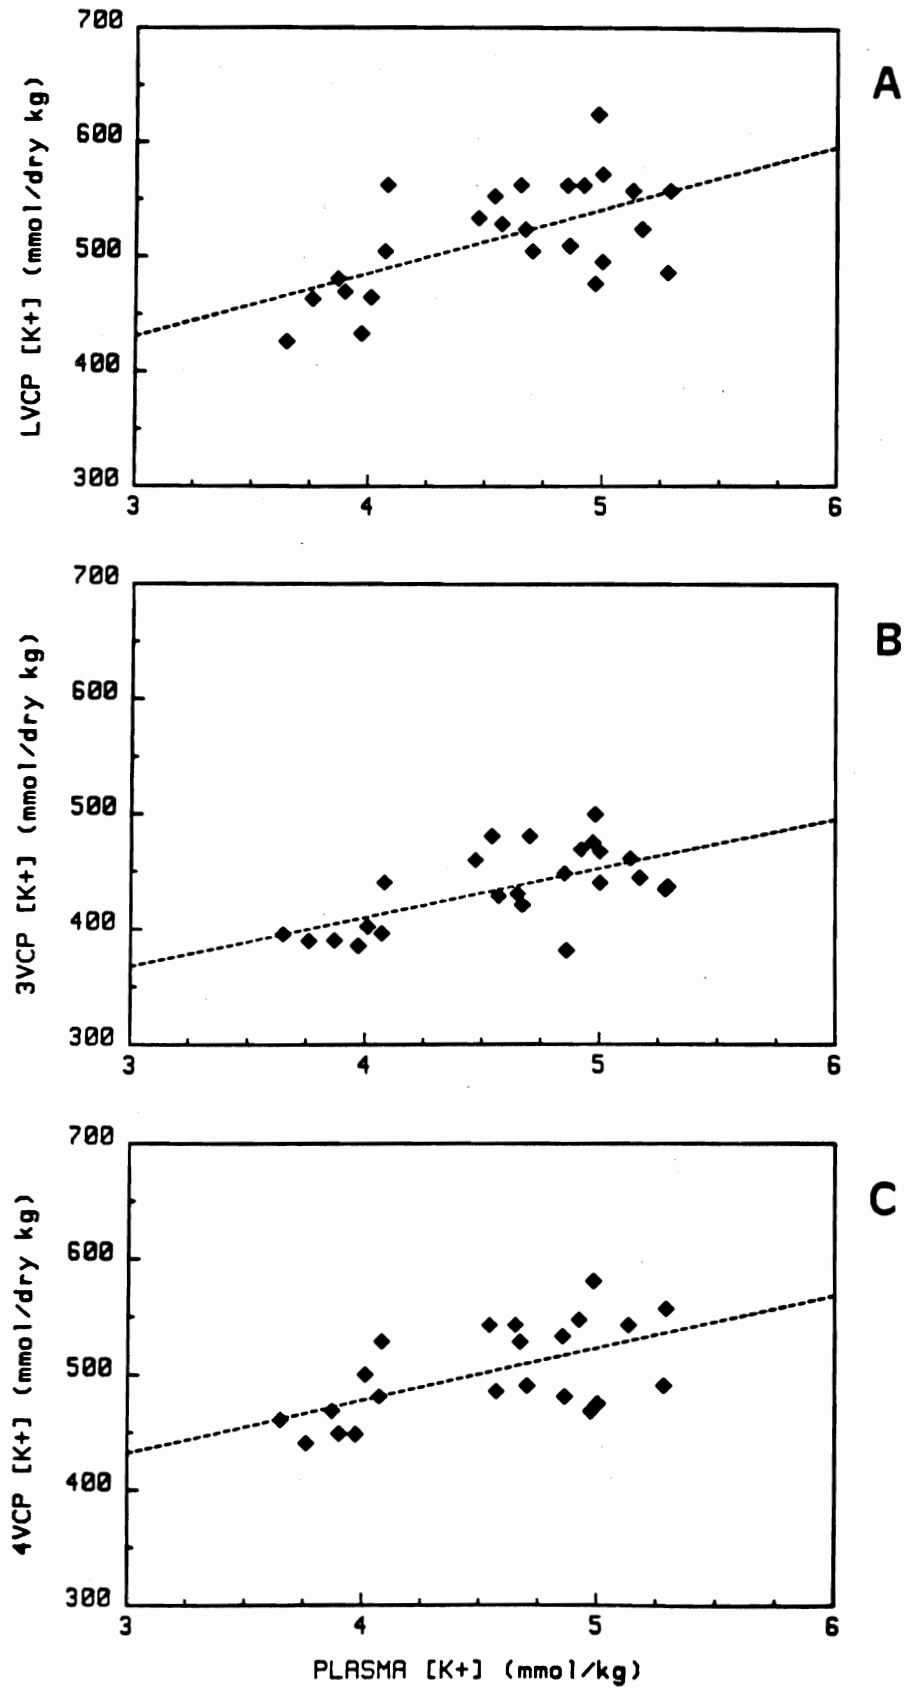 A
LVCP [K+] (mmol/dry kg)
700
600
500
400
300
3 4 5 6
B
3VCP [K+] (mmol/dry kg)
700
600
500
400
300
3 4 5 6
C
4VCP [K+] (mmol/dry kg)
700
600
500
400
300
3 4 5 6
PLASMA [K+] (mmol/kg)